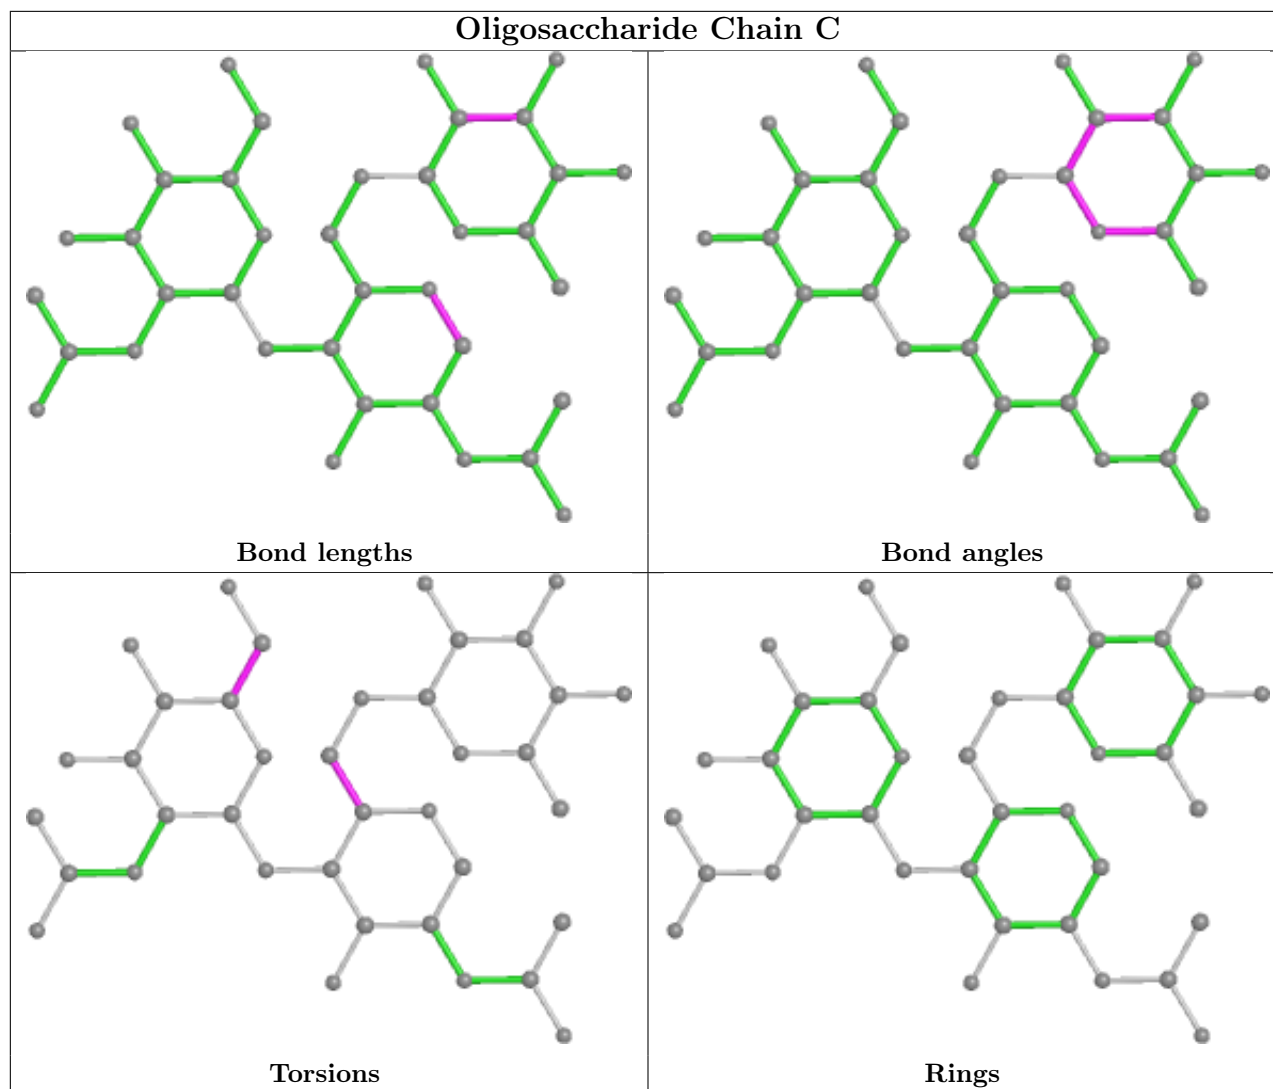 Oligosaccharide Chain C
Bond lengths
Bond angles
Torsions
Rings